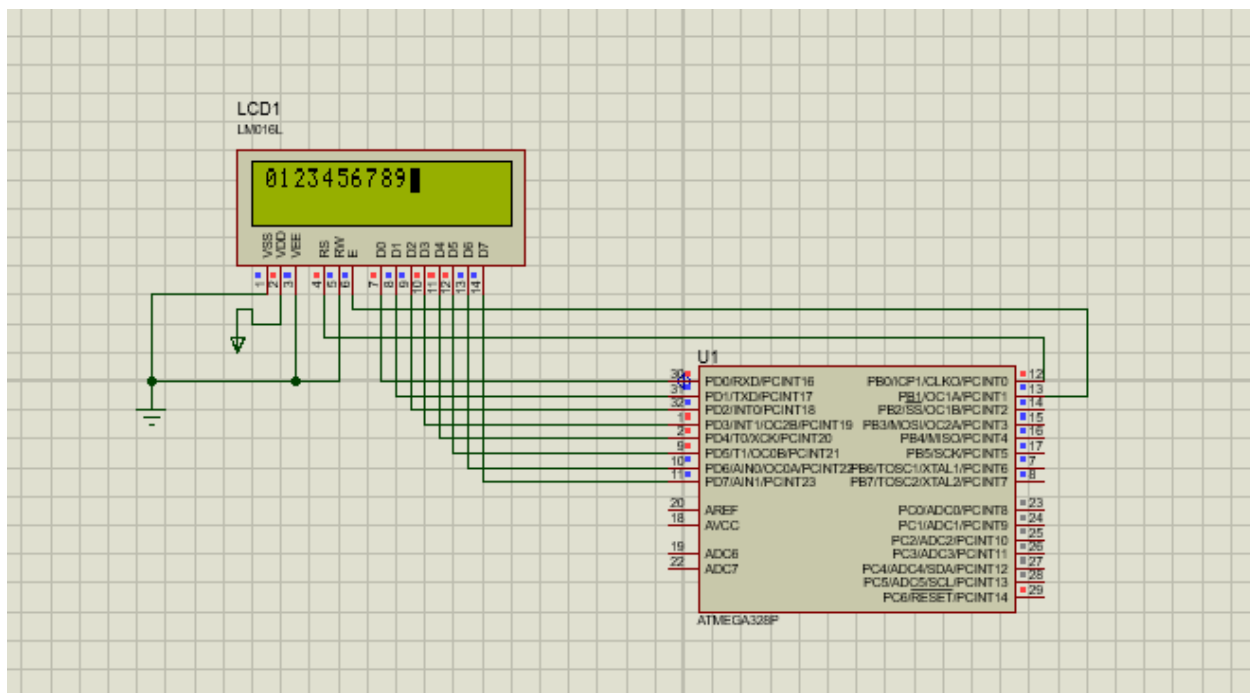 LCD1
LM016L
0123456789
VSS
VDD
VEE
RS
RW
E
D0
D1
D2
D3
D4
D5
D6
D7
1
2
3
4
5
6
7
8
9
10
11
12
13
14
U1
30 PD0/RXD/PCINT16 PB0/ICP1/CLKO/PCINT0 12
31 PD1/TXD/PCINT17 PB1/OC1A/PCINT1 13
32 PD2/INT0/PCINT18 PB2/SS/OC1B/PCINT2 14
1 PD3/INT1/OC2B/PCINT19 PB3/MOSI/OC2A/PCINT3 15
2 PD4/T0/XCK/PCINT20 PB4/MISO/PCINT4 16
9 PD5/T1/OC0B/PCINT21 PB5/SCK/PCINT5 17
10 PD6/AIN0/OC0A/PCINT22 PB6/TOSC1/XTAL1/PCINT6 7
11 PD7/AIN1/PCINT23 PB7/TOSC2/XTAL2/PCINT7 8
20 AREF PC0/ADC0/PCINT8 23
18 AVCC PC1/ADC1/PCINT9 24
PC2/ADC2/PCINT10 25
19 ADC6 PC3/ADC3/PCINT11 26
22 ADC7 PC4/ADC4/SDA/PCINT12 27
PC5/ADC5/SCL/PCINT13 28
PC6/RESET/PCINT14 29
ATMEGA328P